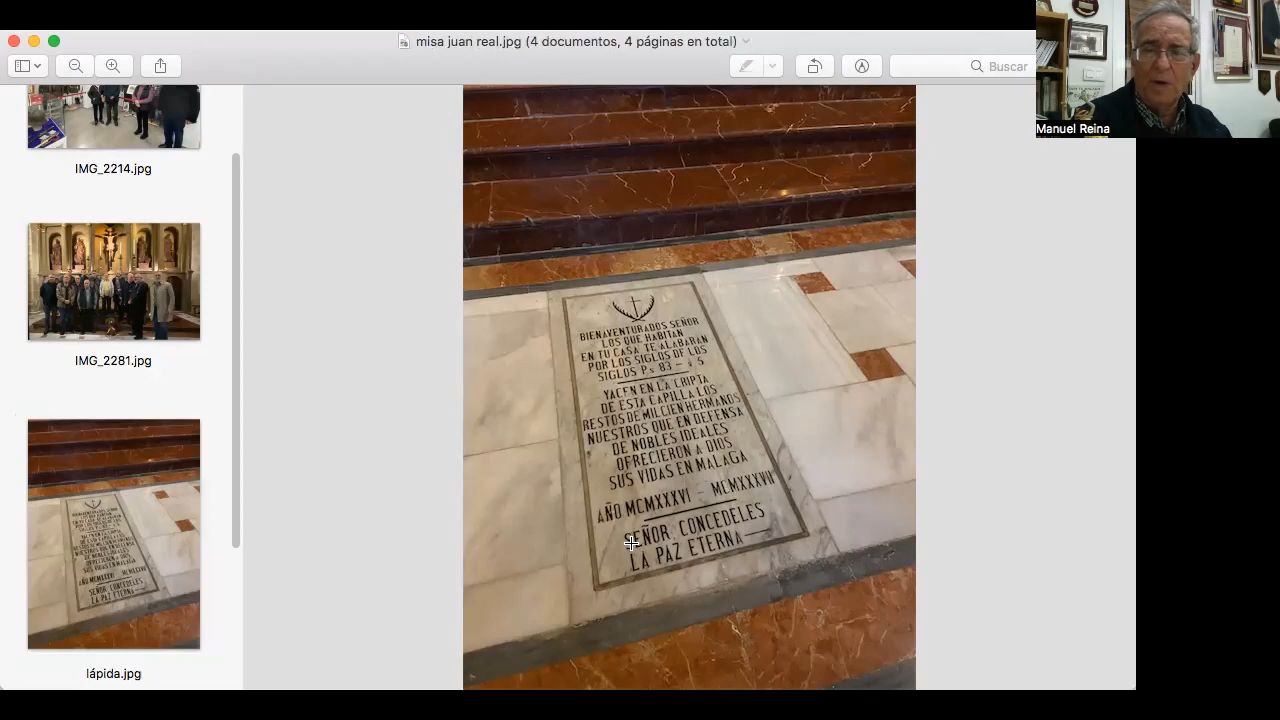 misa juan real.jpg (4 documentos, 4 páginas en total)
Buscar
Manuel Reina
IMG_2214.jpg
IMG_2281.jpg
lápida.jpg
BIENAVENTURADOS SEÑOR
LOS QUE HABITAN
EN TU CASA TE ALABARAN
POR LOS SIGLOS DE LOS
SIGLOS P.s 83 - 5
YACEN EN LA CRIPTA
DE ESTA CAPILLA LOS
RESTOS DE MIL CIEN HERMANOS
NUESTROS QUE EN DEFENSA
DE NOBLES IDEALES
OFRECIERON A DIOS
SUS VIDAS EN MALAGA
AÑO MCMXXXVI - MCMXXXVII
SEÑOR CONCEDELES
LA PAZ ETERNA